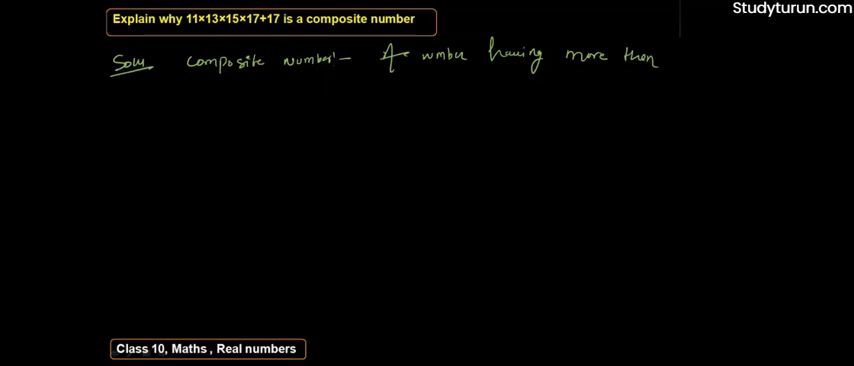 Studyturun.com
Explain why 11×13×15×17+17 is a composite number
Soln composite number:- A number having more then
Class 10, Maths , Real numbers